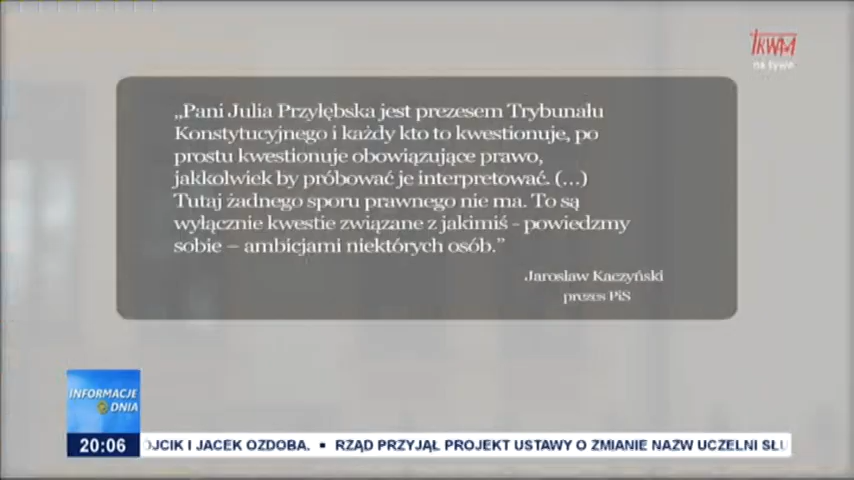 TRWAM
na żywo
„Pani Julia Przyłębska jest prezesem Trybunału
Konstytucyjnego i każdy kto to kwestionuje, po
prostu kwestionuje obowiązujące prawo,
jakkolwiek by próbować je interpretować. (…)
Tutaj żadnego sporu prawnego nie ma. To są
wyłącznie kwestie związane z jakimiś - powiedzmy
sobie – ambicjami niektórych osób.”
Jarosław Kaczyński
prezes PiS
INFORMACJE
DNIA
20:06 ÓJCIK I JACEK OZDOBA. ▪ RZĄD PRZYJĄŁ PROJEKT USTAWY O ZMIANIE NAZW UCZELNI SŁU